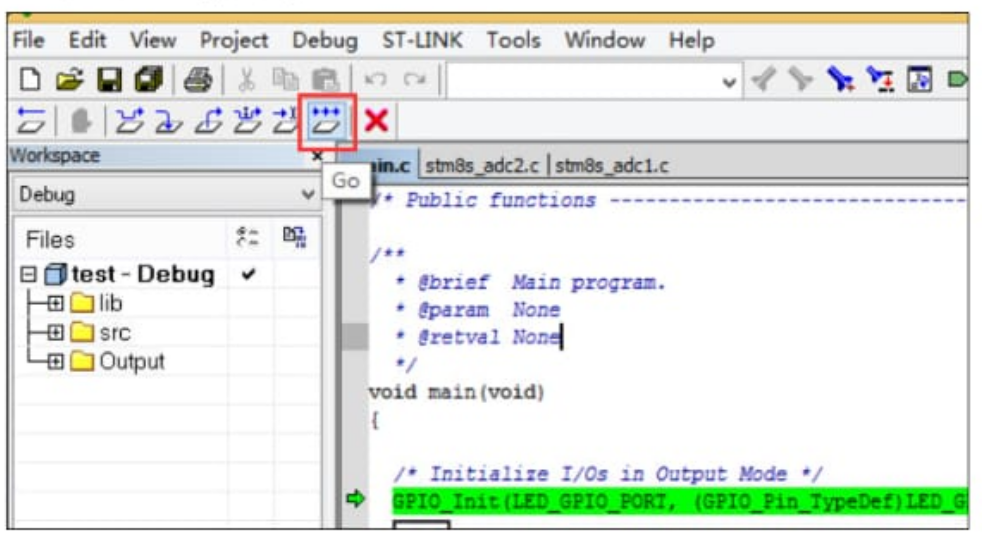 File Edit View Project Debug ST-LINK Tools Window Help
Workspace
Go
Debug
Files
test - Debug
lib
src
Output
in.c stm8s_adc2.c stm8s_adc1.c
/* Public functions --------------------------------
/**
* @brief Main program.
* @param None
* @retval None
*/
void main(void)
{
/* Initialize I/Os in Output Mode */
GPIO_Init(LED_GPIO_PORT, (GPIO_Pin_TypeDef)LED_G